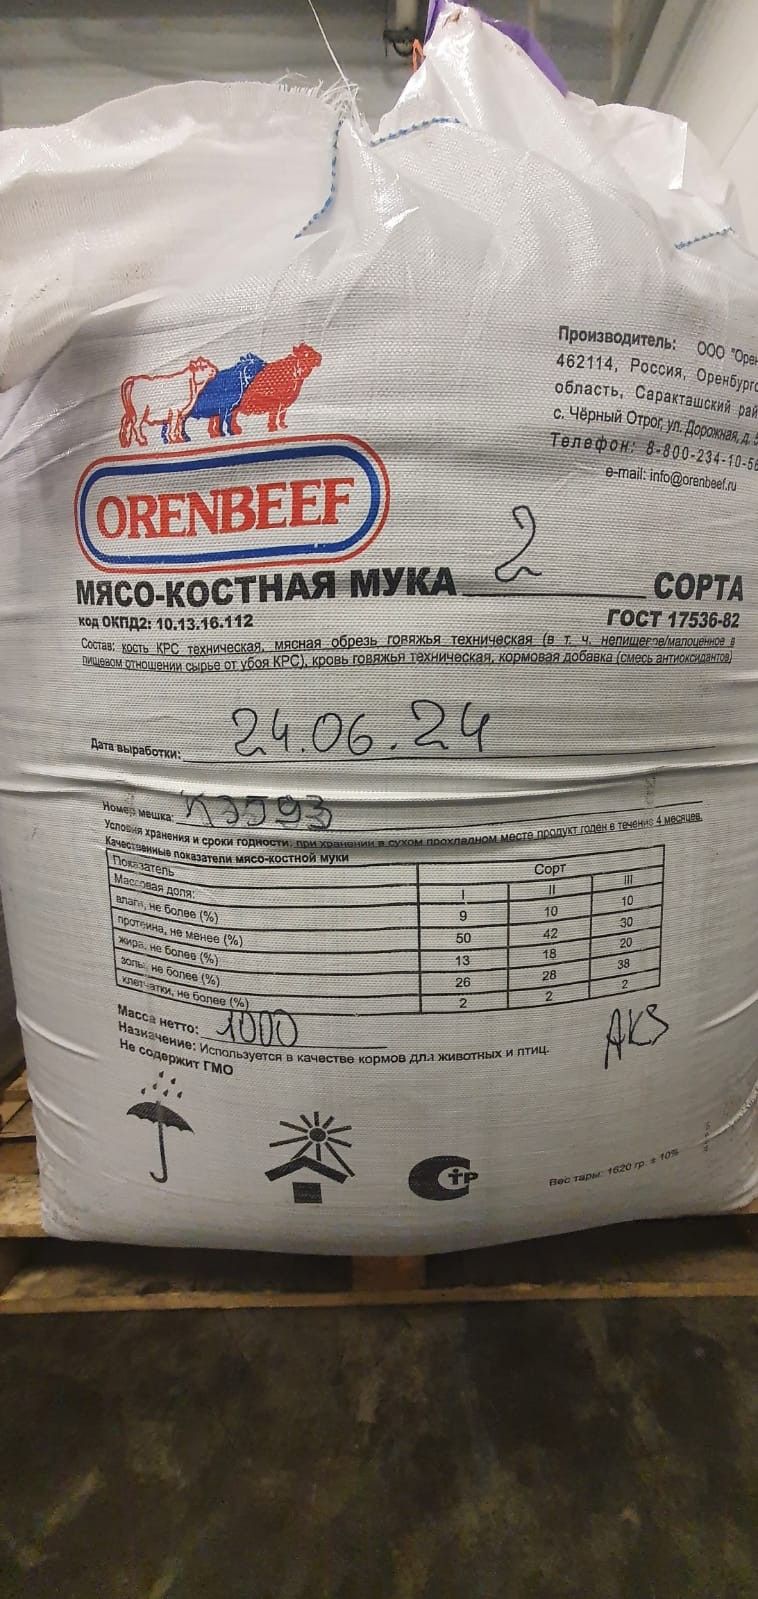 Производитель: ООО "Орен
462114, Россия, Оренбургс
область, Саракташский рай
с. Чёрный Отрог, ул. Дорожная, д. 5
Телефон: 8-800-234-10-56
e-mail: info@orenbeef.ru
ORENBEEF
МЯСО-КОСТНАЯ МУКА 2 СОРТА
код ОКПД2: 10.13.16.112 ГОСТ 17536-82
Состав: кость КРС техническая, мясная обрезь говяжья техническая (в т. ч. непищевое/малоценное в
пищевом отношении сырье от убоя КРС), кровь говяжья техническая, кормовая добавка (смесь антиоксидантов)
Дата выработки: 24.06.24
Номер мешка:
Условия хранения и сроки годности: при хранении в сухом прохладном месте продукт годен в течение 4 месяцев.
Качественные показатели мясо-костной муки
Показатель Сорт
Массовая доля: I II III
влаги, не более (%) 9 10 10
протеина, не менее (%) 50 42 30
жира, не более (%) 13 18 20
золы, не более (%) 26 28 38
клетчатки, не более (%) 2 2 2
Масса нетто: 1000
Назначение: Используется в качестве кормов для животных и птиц.
Не содержит ГМО
СТР
Вес тары: 1620 гр. ± 10%